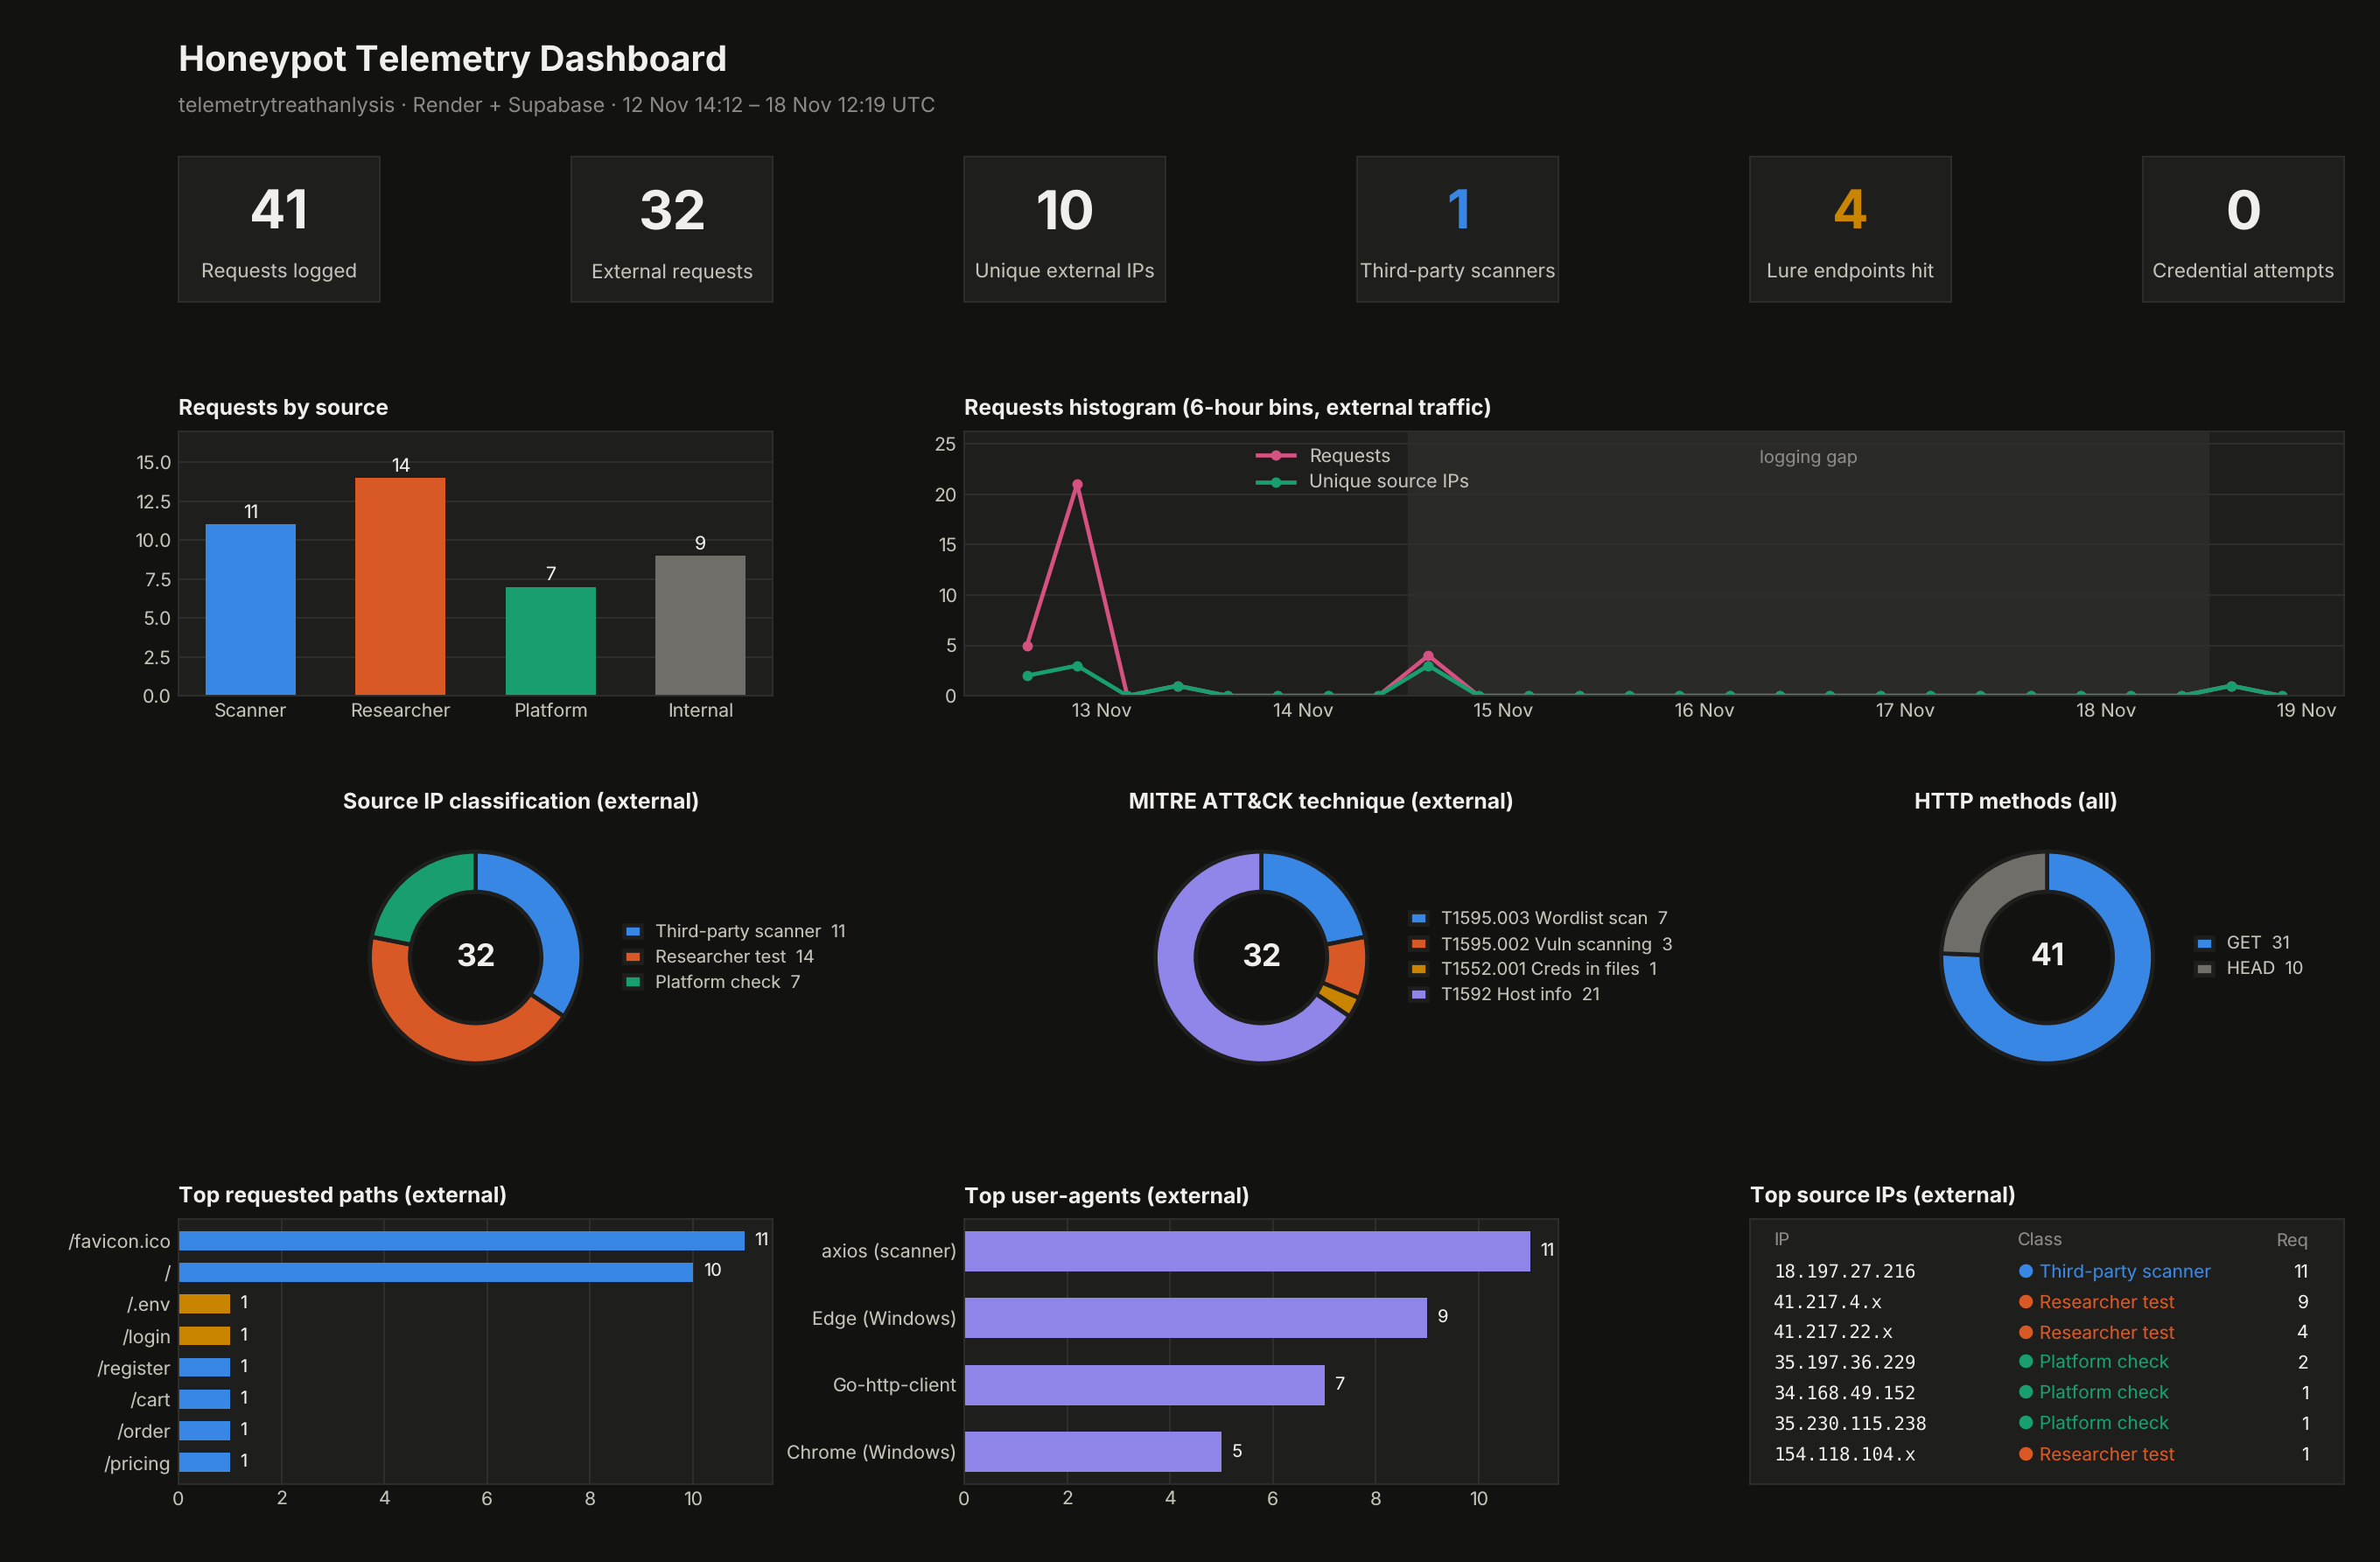 Honeypot Telemetry Dashboard
telemetrytreathanlysis · Render + Supabase · 12 Nov 14:12 – 18 Nov 12:19 UTC
41
Requests logged
32
External requests
10
Unique external IPs
1
Third-party scanners
4
Lure endpoints hit
0
Credential attempts
Requests by source
15.0
12.5
10.0
7.5
5.0
2.5
0.0
11
14
7
9
Scanner
Researcher
Platform
Internal
Requests histogram (6-hour bins, external traffic)
25
20
15
10
5
0
Requests
Unique source IPs
logging gap
13 Nov
14 Nov
15 Nov
16 Nov
17 Nov
18 Nov
19 Nov
Source IP classification (external)
32
Third-party scanner 11
Researcher test 14
Platform check 7
MITRE ATT&CK technique (external)
32
T1595.003 Wordlist scan 7
T1595.002 Vuln scanning 3
T1552.001 Creds in files 1
T1592 Host info 21
HTTP methods (all)
41
GET 31
HEAD 10
Top requested paths (external)
/favicon.ico 11
/ 10
/.env 1
/login 1
/register 1
/cart 1
/order 1
/pricing 1
0 2 4 6 8 10
Top user-agents (external)
axios (scanner) 11
Edge (Windows) 9
Go-http-client 7
Chrome (Windows) 5
0 2 4 6 8 10
Top source IPs (external)
IP Class Req
18.197.27.216 Third-party scanner 11
41.217.4.x Researcher test 9
41.217.22.x Researcher test 4
35.197.36.229 Platform check 2
34.168.49.152 Platform check 1
35.230.115.238 Platform check 1
154.118.104.x Researcher test 1